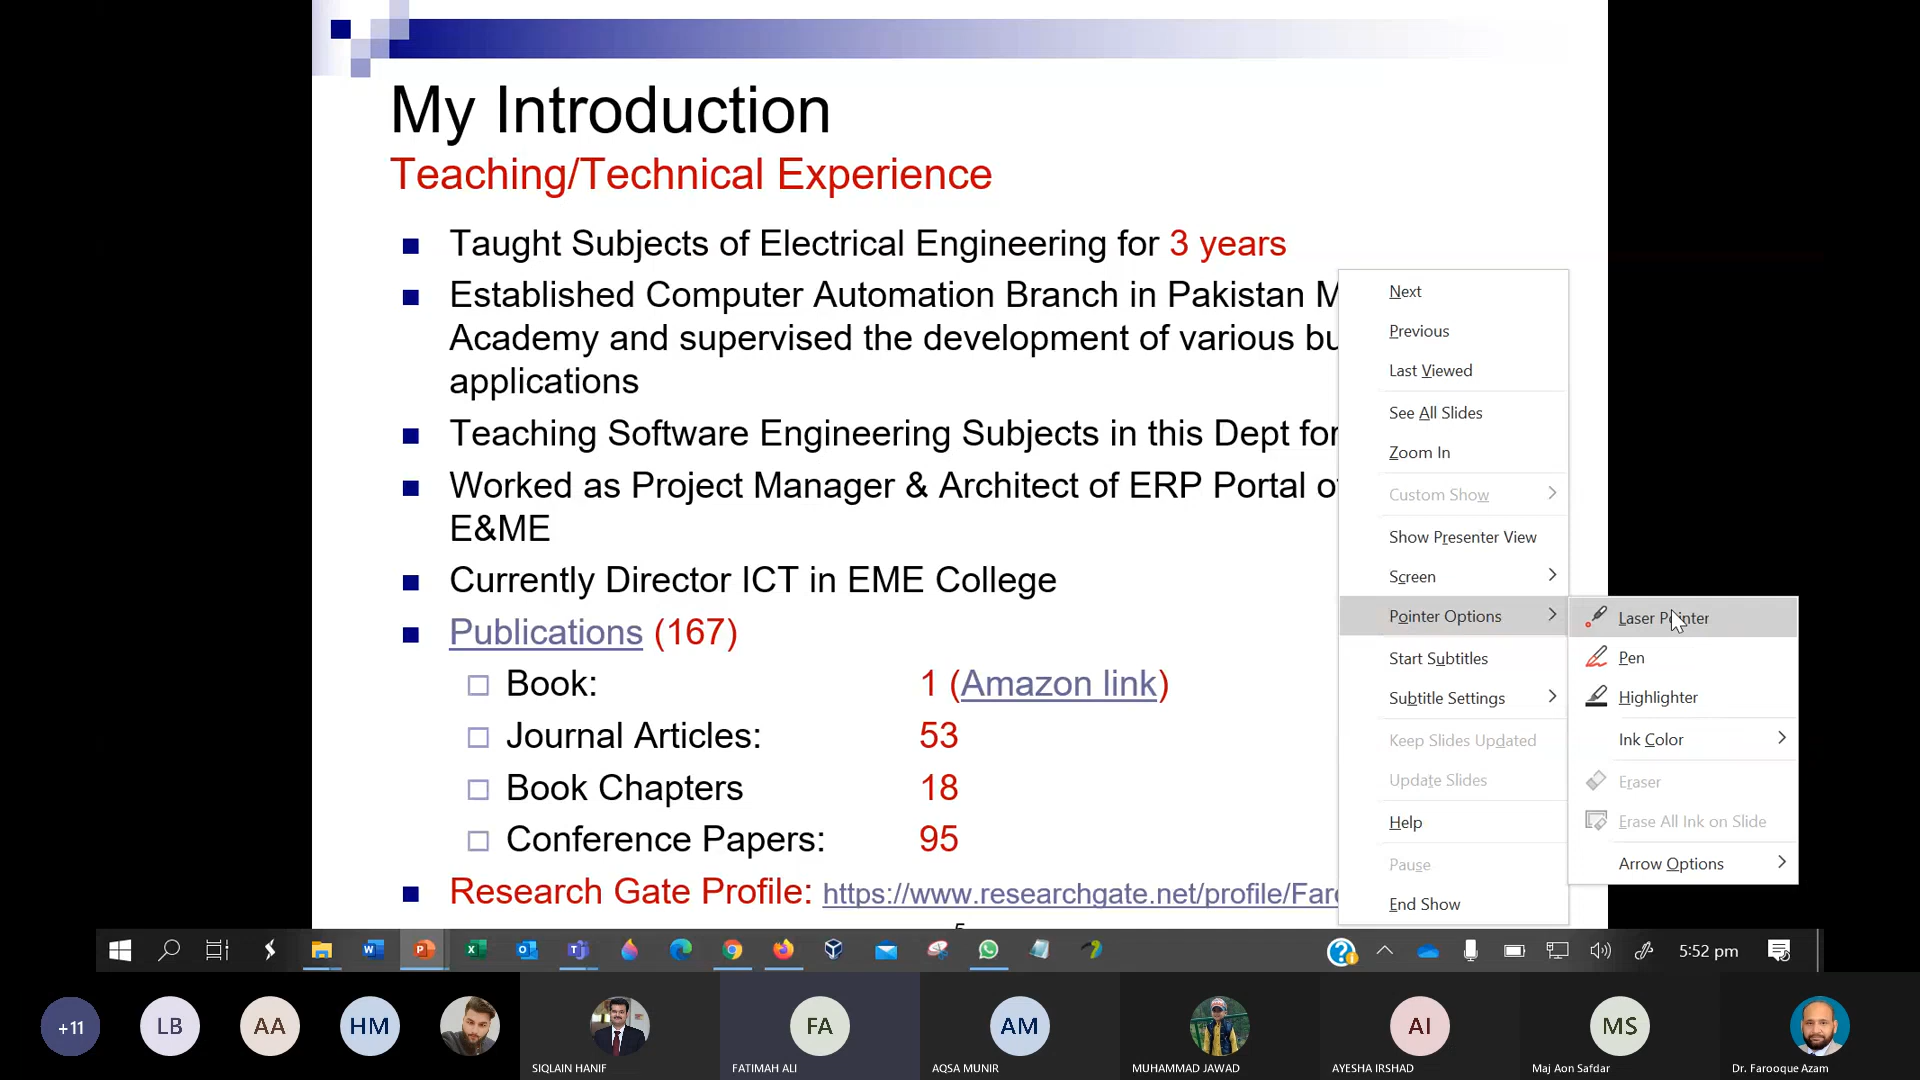 My Introduction
Teaching/Technical Experience
Taught Subjects of Electrical Engineering for 3 years
Established Computer Automation Branch in Pakistan M
Academy and supervised the development of various bu
applications
Teaching Software Engineering Subjects in this Dept for
Worked as Project Manager & Architect of ERP Portal of
E&ME
Currently Director ICT in EME College
Publications (167)
Book: 1 (Amazon link)
Journal Articles: 53
Book Chapters 18
Conference Papers: 95
Research Gate Profile: https://www.researchgate.net/profile/Faro
5
Next
Previous
Last Viewed
See All Slides
Zoom In
Custom Show
Show Presenter View
Screen
Pointer Options
Start Subtitles
Subtitle Settings
Keep Slides Updated
Update Slides
Help
Pause
End Show
Laser Pointer
Pen
Highlighter
Ink Color
Eraser
Erase All Ink on Slide
Arrow Options
5:52 pm
+11
LB
AA
HM
FA
AM
AI
MS
SIQLAIN HANIF
FATIMAH ALI
AQSA MUNIR
MUHAMMAD JAWAD
AYESHA IRSHAD
Maj Aon Safdar
Dr. Farooque Azam